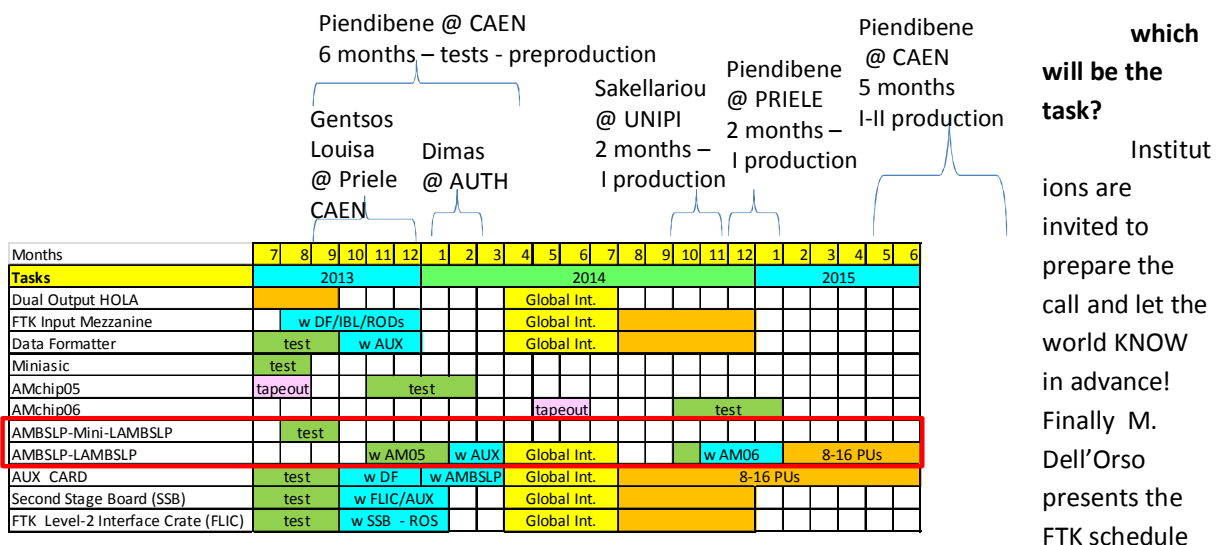 Piendibene @ CAEN
6 months – tests - preproduction
Gentsos
Louisa
@ Priele
CAEN
Dimas
@ AUTH
Sakellariou
@ UNIPI
2 months –
I production
Piendibene
@ PRIELE
2 months –
I production
Piendibene
@ CAEN
5 months
I-II production
Months 7 8 9 10 11 12 1 2 3 4 5 6 7 8 9 10 11 12 1 2 3 4 5 6
Tasks 2013 2014 2015
Dual Output HOLA Global Int.
FTK Input Mezzanine w DF/IBL/RODs Global Int.
Data Formatter test w AUX Global Int.
Miniasic test
AMchip05 tapeout test
AMchip06 tapeout test
AMBSLP-Mini-LAMBSLP test
AMBSLP-LAMBSLP w AM05 w AUX Global Int. w AM06 8-16 PUs
AUX CARD test w DF w AMBSLP Global Int. 8-16 PUs
Second Stage Board (SSB) test w FLIC/AUX Global Int.
FTK Level-2 Interface Crate (FLIC) test w SSB - ROS Global Int.
which
will be the
task?
Institut
ions are
invited to
prepare the
call and let the
world KNOW
in advance!
Finally M.
Dell’Orso
presents the
FTK schedule